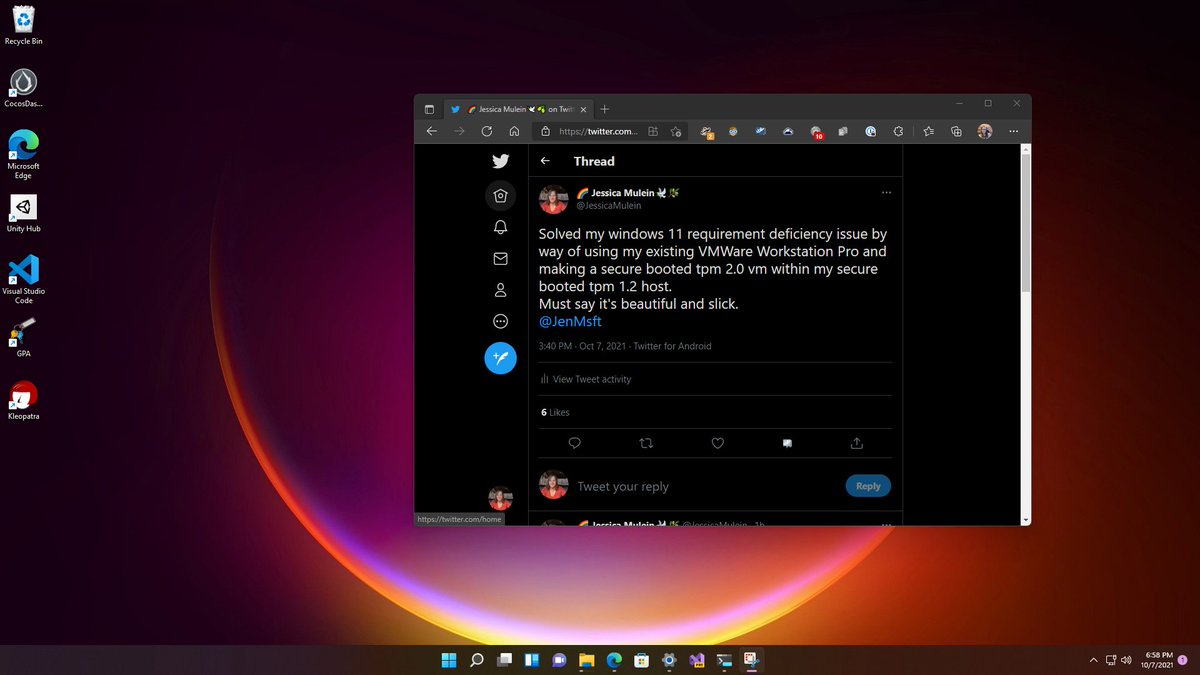 Recycle Bin
CocosDas...
Microsoft
Edge
Unity Hub
Visual Studio
Code
GPA
Kleopatra
🌈 Jessica Mulein 🕊🌿 on Twitt
https://twitter.com...
2
10
Thread
🌈 Jessica Mulein 🕊🌿
@JessicaMulein
Solved my windows 11 requirement deficiency issue by
way of using my existing VMWare Workstation Pro and
making a secure booted tpm 2.0 vm within my secure
booted tpm 1.2 host.
Must say it's beautiful and slick.
@JenMsft
3:40 PM · Oct 7, 2021 · Twitter for Android
View Tweet activity
6 Likes
Tweet your reply
Reply
🌈 Jessica Mulein 🕊🌿 @JessicaMulein · 1h
https://twitter.com/home
6:58 PM
10/7/2021
1